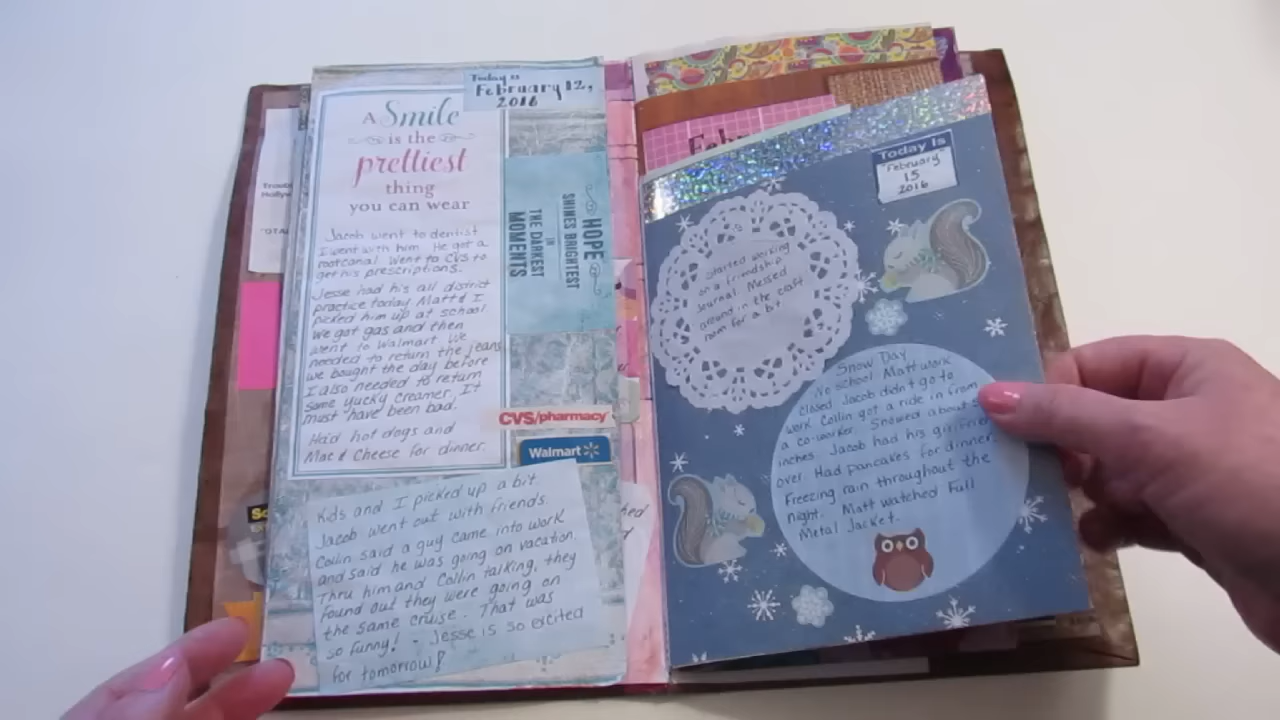 Today is
February 12,
2016
A Smile
is the
prettiest
thing
you can wear
Jacob went to dentist
I went with him. He got a
rootcanal. Went to CVS to
get his prescriptions.
Jesse had his all district
practice today. Matt & I
picked him up at school.
We got gas and then
went to Walmart. We
needed to return the jeans
we bought the day before
I also needed to return
some yucky creamer. It
must have been bad.
Had hot dogs and
Mac & Cheese for dinner.
HOPE
SHINES BRIGHTEST
IN
THE DARKEST
MOMENTS
CVS/pharmacy
Walmart
Kids and I picked up a bit.
Jacob went out with friends.
Collin said a guy came into work
and said he was going on vacation.
Thru him and Collin talking, they
found out they were going on
the same cruise. That was
so funny! - Jesse is so excited
for tomorrow!
Today Is
February
15
2016
Started working
on a friendship
Journal. Messed
around in the craft
room for a bit.
Snow Day
No school. Matt work
closed. Jacob didn't go to
work. Collin got a ride in from
a co-worker. Snowed about
inches. Jacob had his girlfriend
over. Had pancakes for dinner.
Freezing rain throughout the
night. Matt watched Full
Metal Jacket.